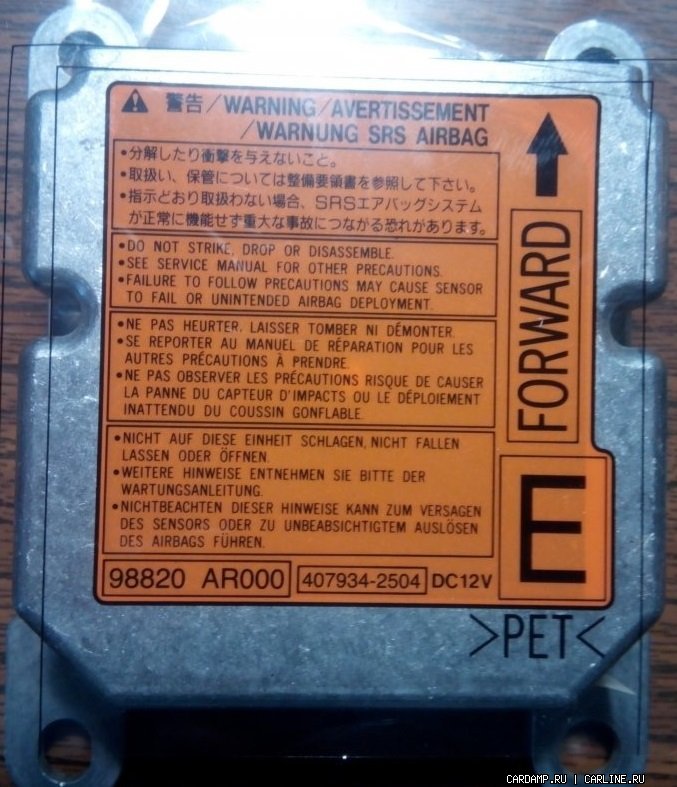 警告/WARNING/AVERTISSEMENT
/WARNUNG SRS AIRBAG
•分解したり衝撃を与えないこと。
•取扱い、保管については整備要領書を参照して下さい。
•指示どおり取扱わない場合、SRSエアバッグシステム
が正常に機能せず重大な事故につながる恐れがあります。
•DO NOT STRIKE, DROP OR DISASSEMBLE.
•SEE SERVICE MANUAL FOR OTHER PRECAUTIONS.
•FAILURE TO FOLLOW PRECAUTIONS MAY CAUSE SENSOR
TO FAIL OR UNINTENDED AIRBAG DEPLOYMENT.
•NE PAS HEURTER, LAISSER TOMBER NI DÉMONTER.
•SE REPORTER AU MANUEL DE RÉPARATION POUR LES
AUTRES PRÉCAUTIONS À PRENDRE.
•NE PAS OBSERVER LES PRÉCAUTIONS RISQUE DE CAUSER
LA PANNE DU CAPTEUR D'IMPACTS OU LE DÉPLOIEMENT
INATTENDU DU COUSSIN GONFLABLE
•NICHT AUF DIESE EINHEIT SCHLAGEN, NICHT FALLEN
LASSEN ODER ÖFFNEN.
•WEITERE HINWEISE ENTNEHMEN SIE BITTE DER
WARTUNGSANLEITUNG.
•NICHTBEACHTEN DIESER HINWEISE KANN ZUM VERSAGEN
DES SENSORS ODER ZU UNBEABSICHTIGTEM AUSLÖSEN
DES AIRBAGS FÜHREN.
98820 AR000 407934-2504 DC12V
FORWARD
E
>PET<
CARDAMP.RU | CARLINE.RU